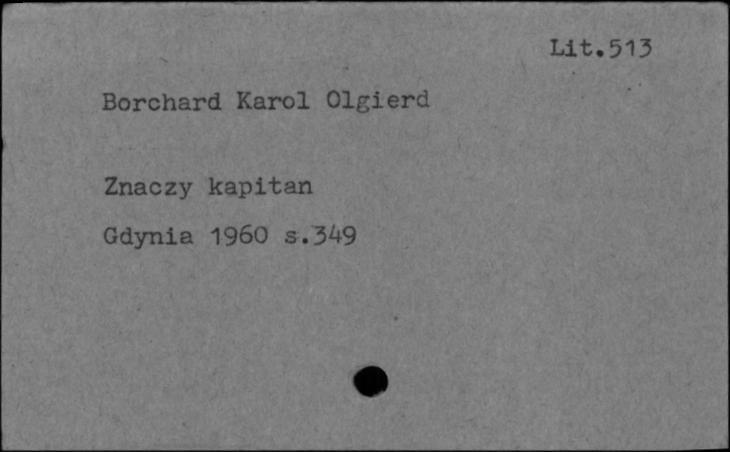 Lit.513
Borchard Karol Olgierd
Znaczy kapitan
Gdynia 1960 s.349